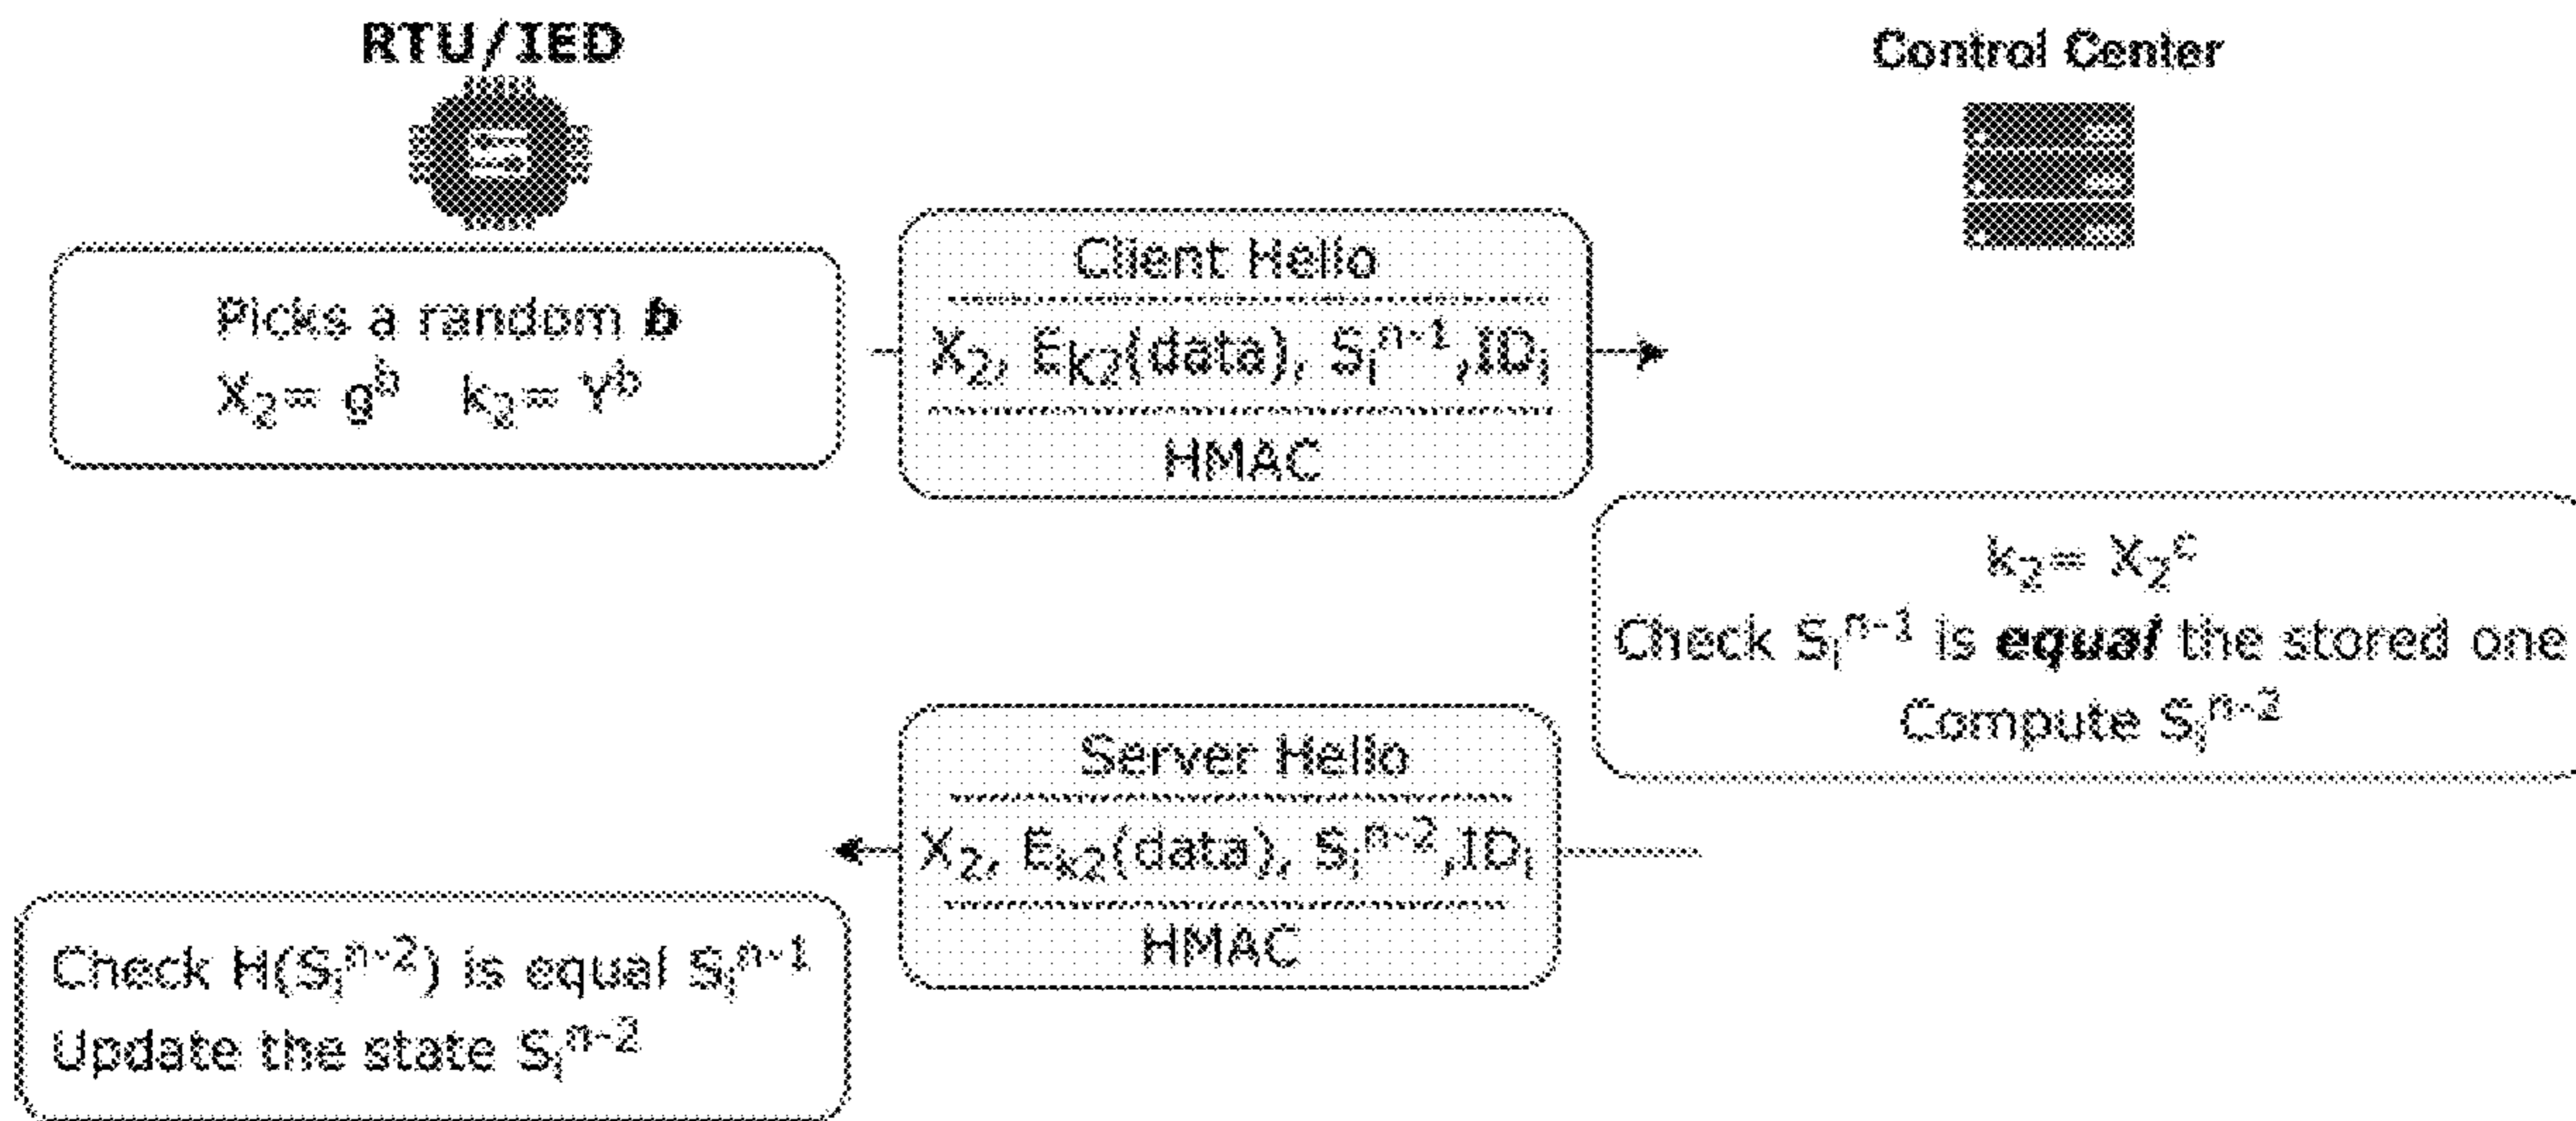 RTU/IED
Control Center
Picks a random b
X₂= gᵇ k₂= Yᵇ
Client Hello
X₂, Eₖ₂(data), Sᵢⁿ⁻¹,IDᵢ
HMAC
k₂= X₂ᶜ
Check Sᵢⁿ⁻¹ is equal the stored one
Compute Sᵢⁿ⁻²
Server Hello
X₂, Eₖ₂(data), Sᵢⁿ⁻²,IDᵢ
HMAC
Check H(Sᵢⁿ⁻²) is equal Sᵢⁿ⁻¹
Update the state Sᵢⁿ⁻²